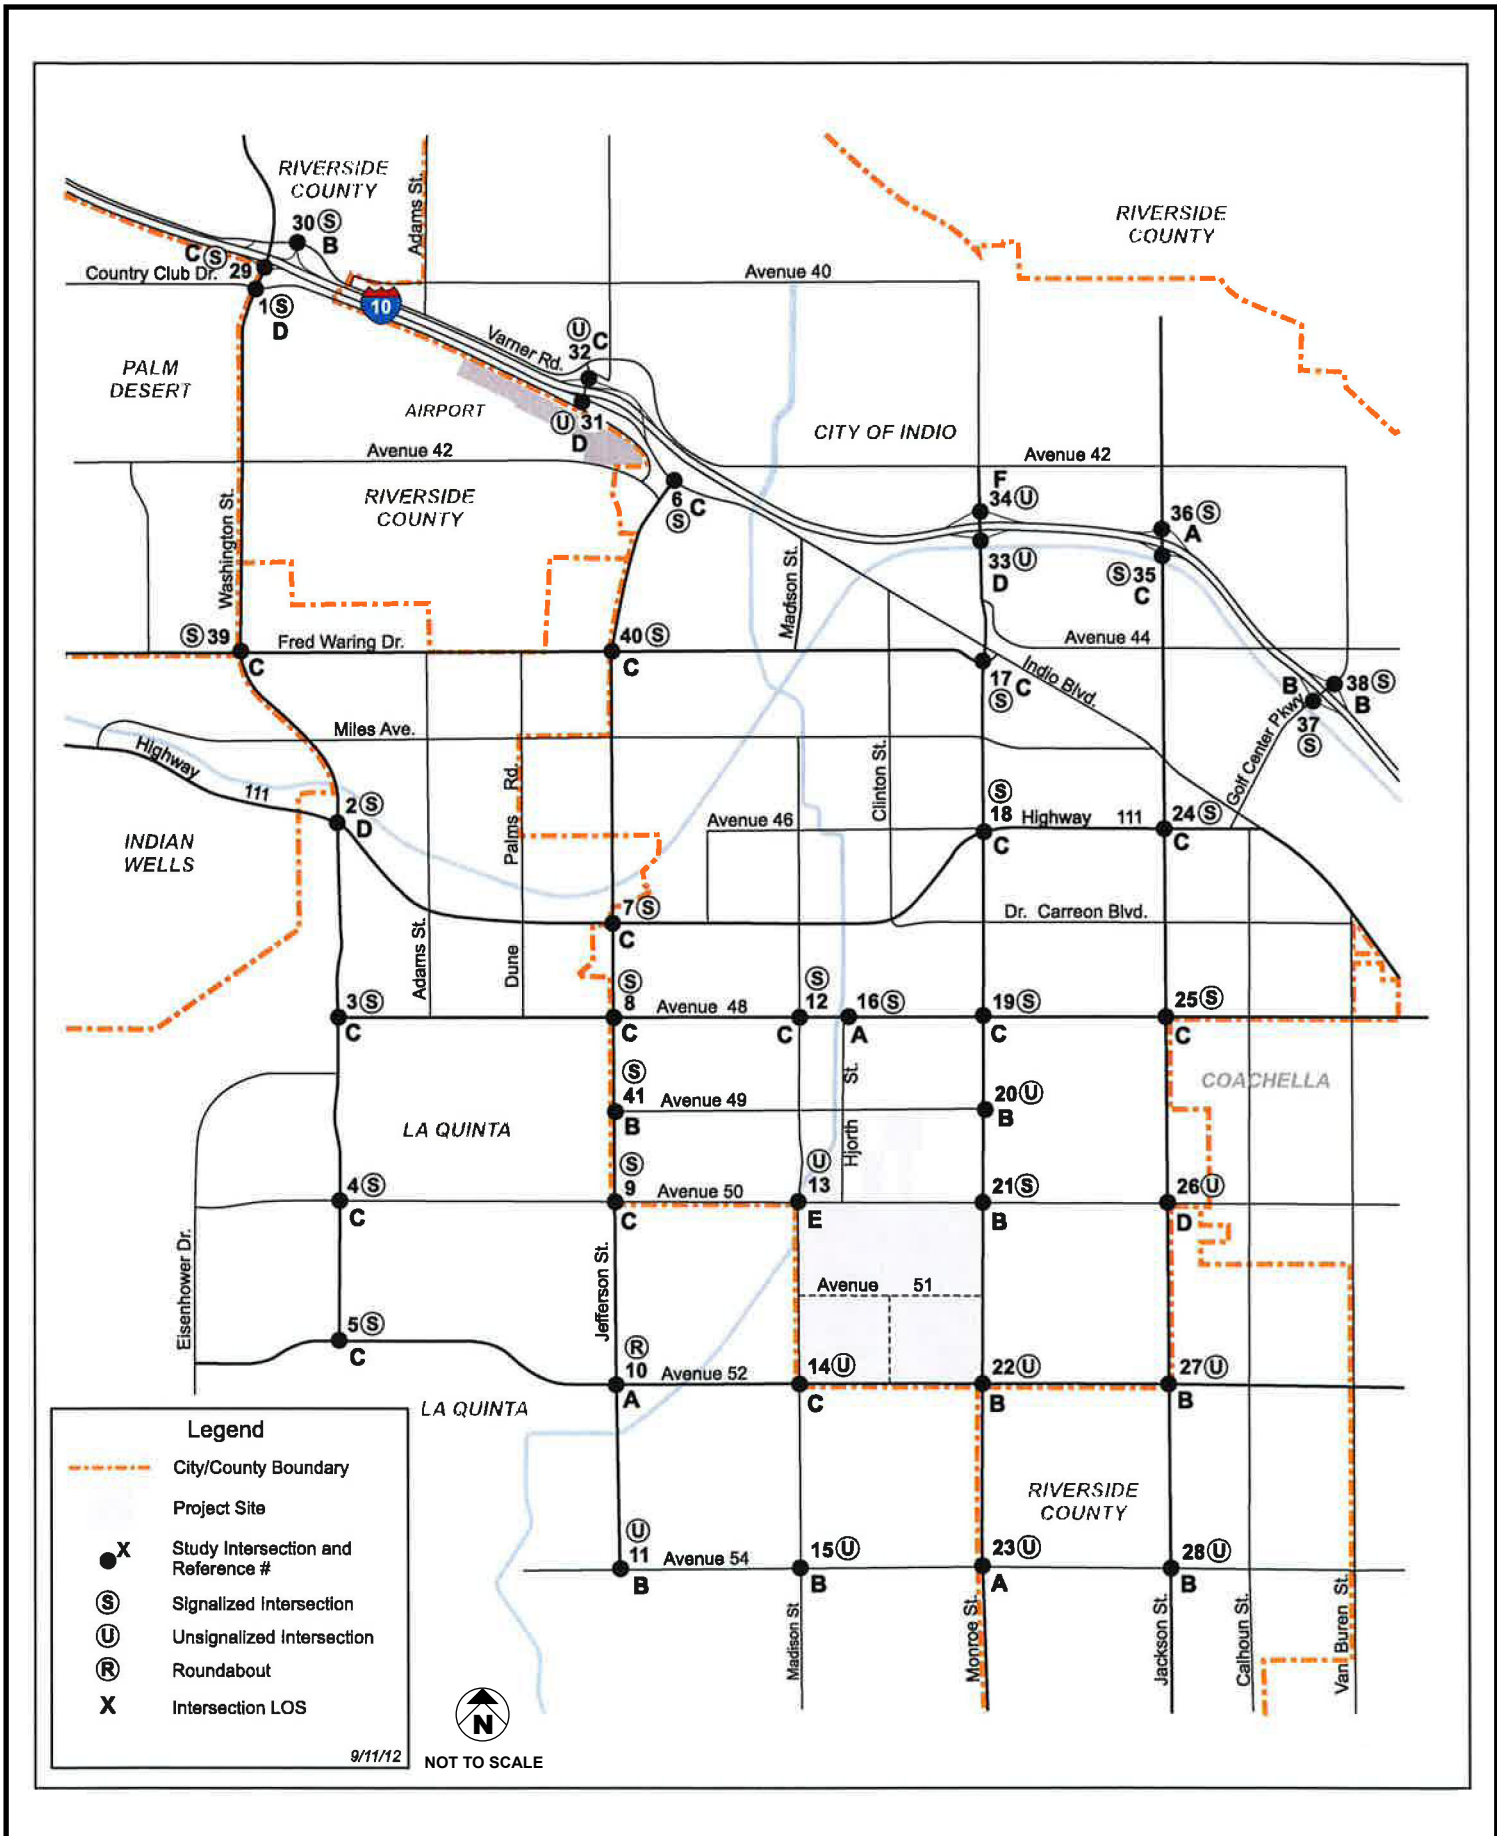 RIVERSIDE
COUNTY
Adams St.
RIVERSIDE
COUNTY
30 S
B
C S
29
Country Club Dr.
Avenue 40
10
1 S
D
Varner Rd.
U C
32
PALM
DESERT
AIRPORT
U 31
D
CITY OF INDIO
Avenue 42
Avenue 42
RIVERSIDE
COUNTY
6 C
S
F
34 U
36 S
A
Washington St.
Madison St.
33 U
D
S 35
C
S 39
C
Fred Waring Dr.
40 S
C
Avenue 44
17 C
S
Indio Blvd.
B
38 S
B
37
S
Golf Center Pkwy
Miles Ave.
Highway
111
Palms Rd.
Clinton St.
2 S
D
INDIAN
WELLS
Avenue 46
S
18
C
Highway 111
24 S
C
7 S
C
Dr. Carreon Blvd.
Adams St.
Dune
3 S
C
S
8
C
Avenue 48
S
12
C
16 S
A
19 S
C
25 S
C
S
41
B
Avenue 49
St.
Hjorth
20 U
B
COACHELLA
LA QUINTA
4 S
C
S
9
C
Avenue 50
U
13
E
21 S
B
26 U
D
Eisenhower Dr.
Jefferson St.
Avenue 51
5 S
C
R
10
A
Avenue 52
14 U
C
22 U
B
27 U
B
LA QUINTA
RIVERSIDE
COUNTY
U
11
B
Avenue 54
15 U
B
23 U
A
28 U
B
Madison St
Monroe St.
Jackson St.
Calhoun St.
Van Buren St.
Legend
City/County Boundary
Project Site
X Study Intersection and
Reference #
S Signalized Intersection
U Unsignalized Intersection
R Roundabout
X Intersection LOS
9/11/12
N
NOT TO SCALE